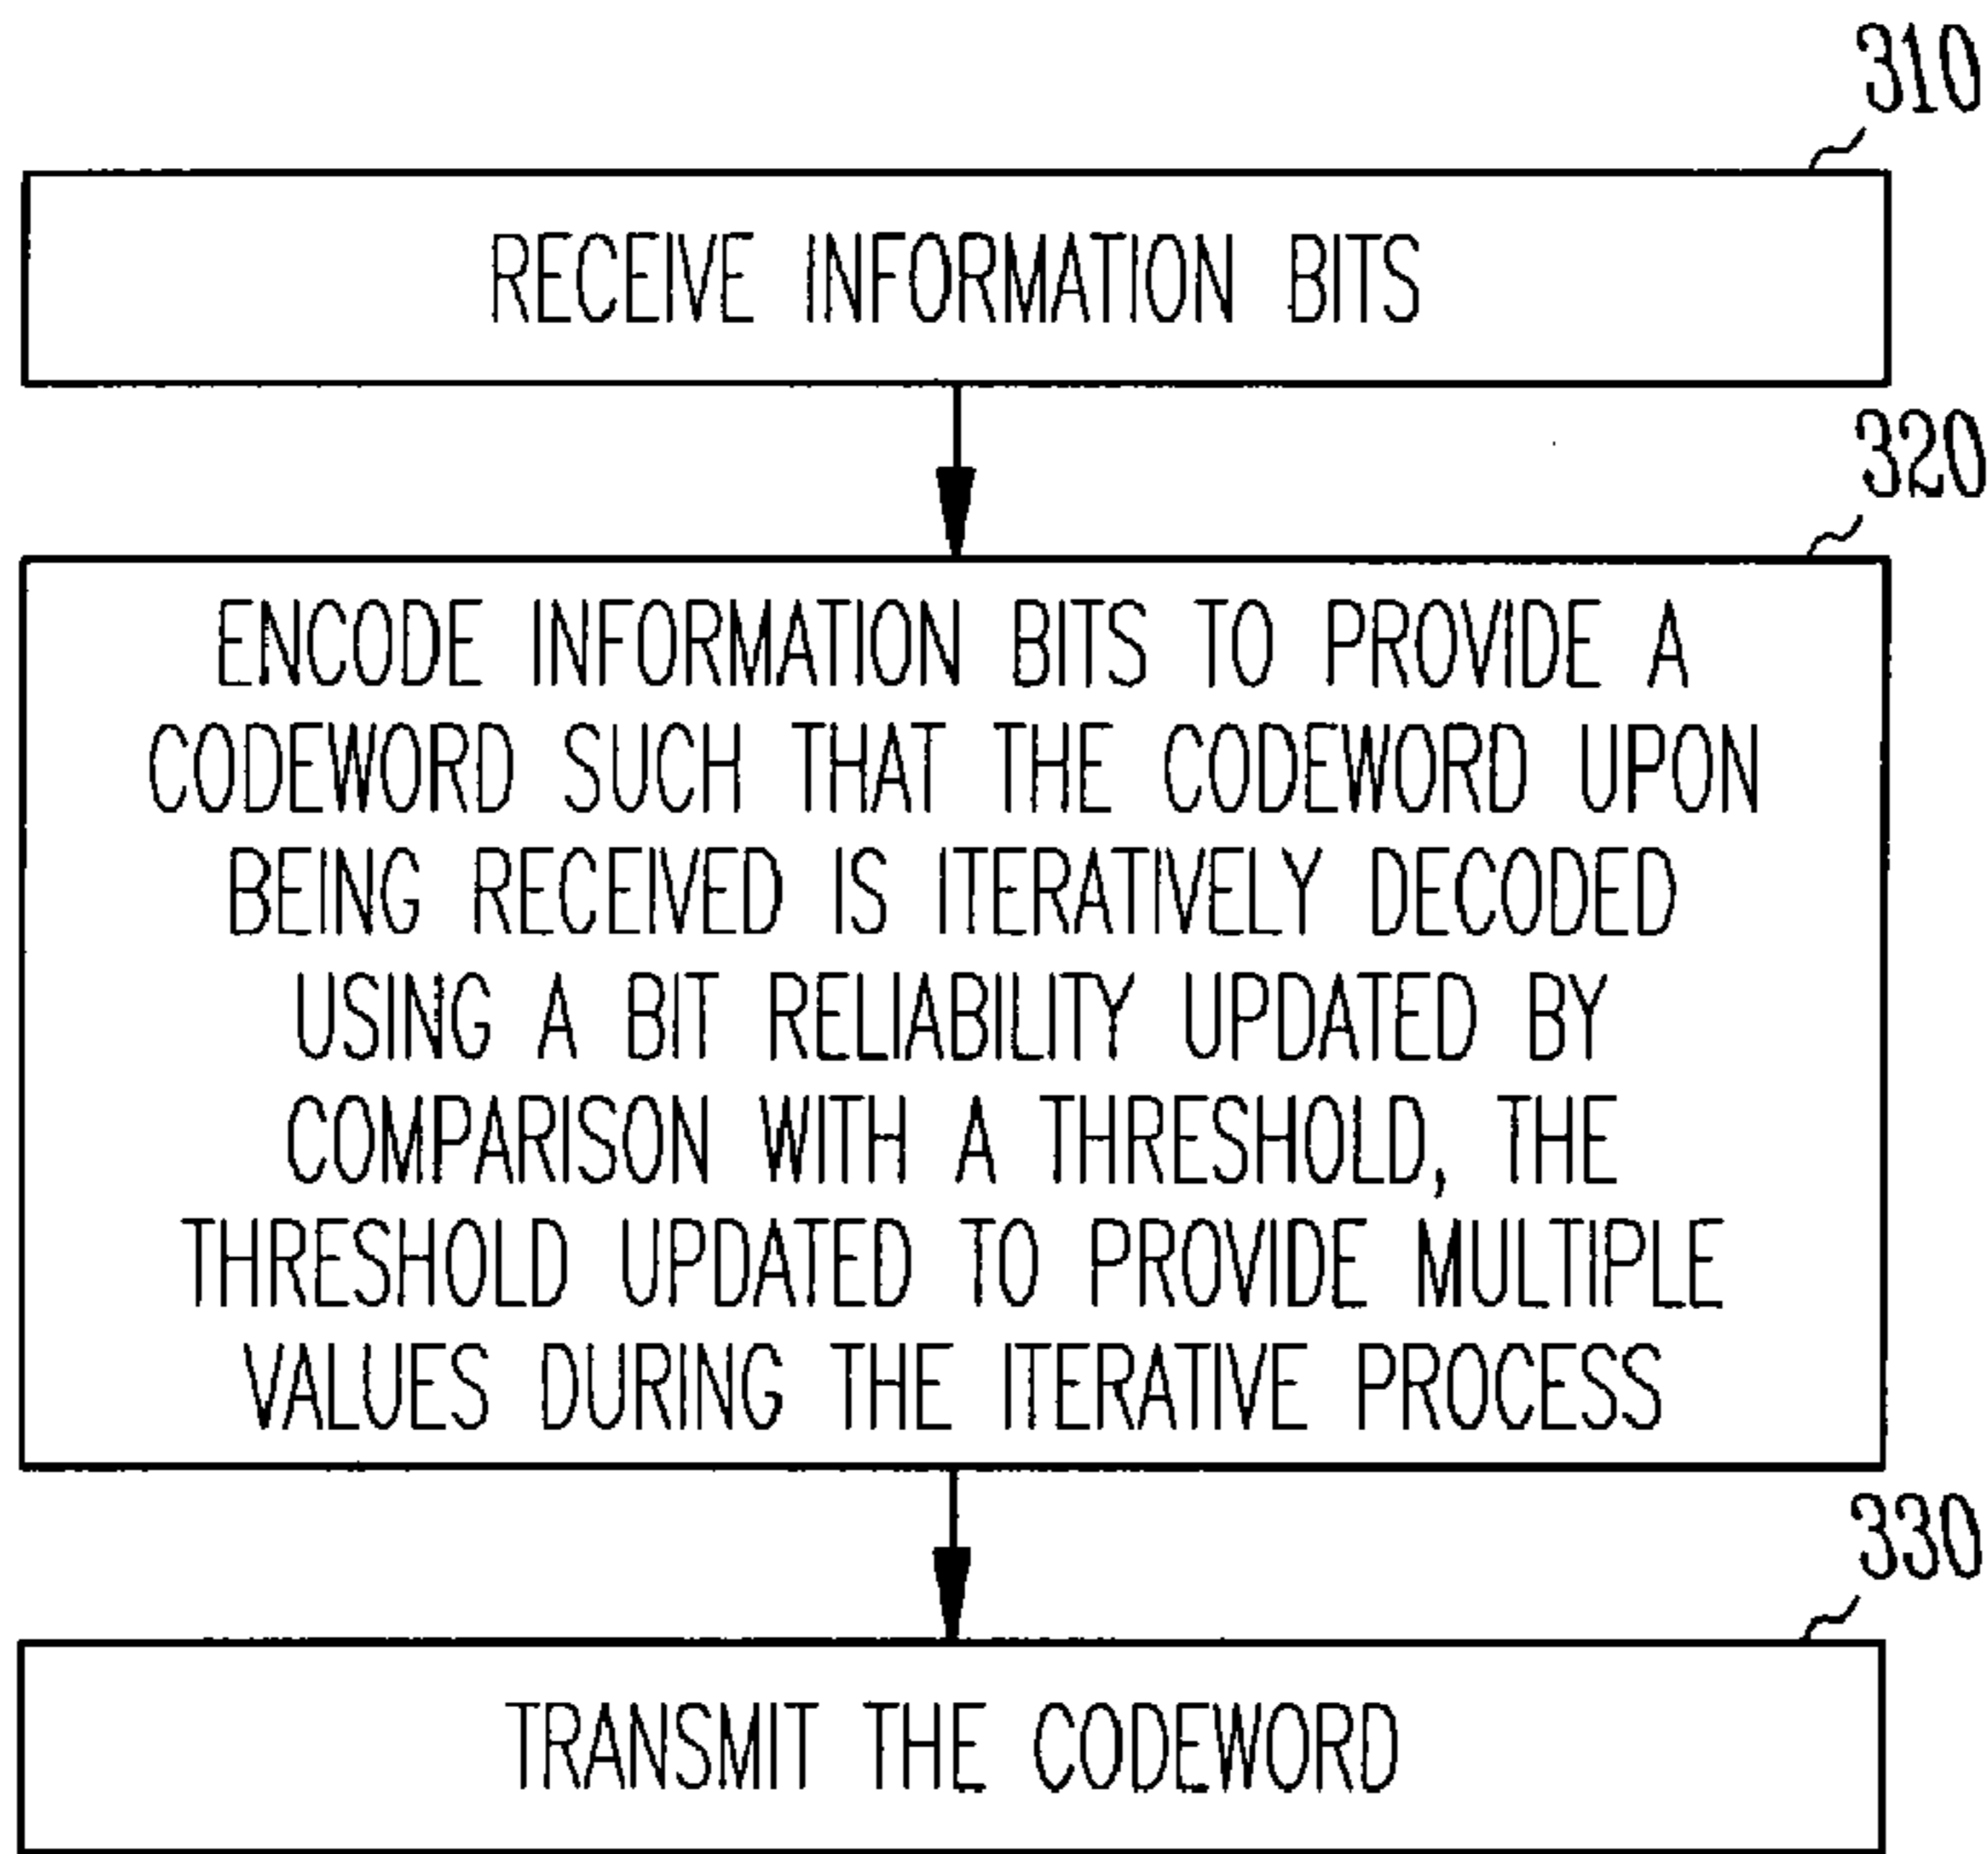 310
RECEIVE INFORMATION BITS
320
ENCODE INFORMATION BITS TO PROVIDE A
CODEWORD SUCH THAT THE CODEWORD UPON
BEING RECEIVED IS ITERATIVELY DECODED
USING A BIT RELIABILITY UPDATED BY
COMPARISON WITH A THRESHOLD, THE
THRESHOLD UPDATED TO PROVIDE MULTIPLE
VALUES DURING THE ITERATIVE PROCESS
330
TRANSMIT THE CODEWORD